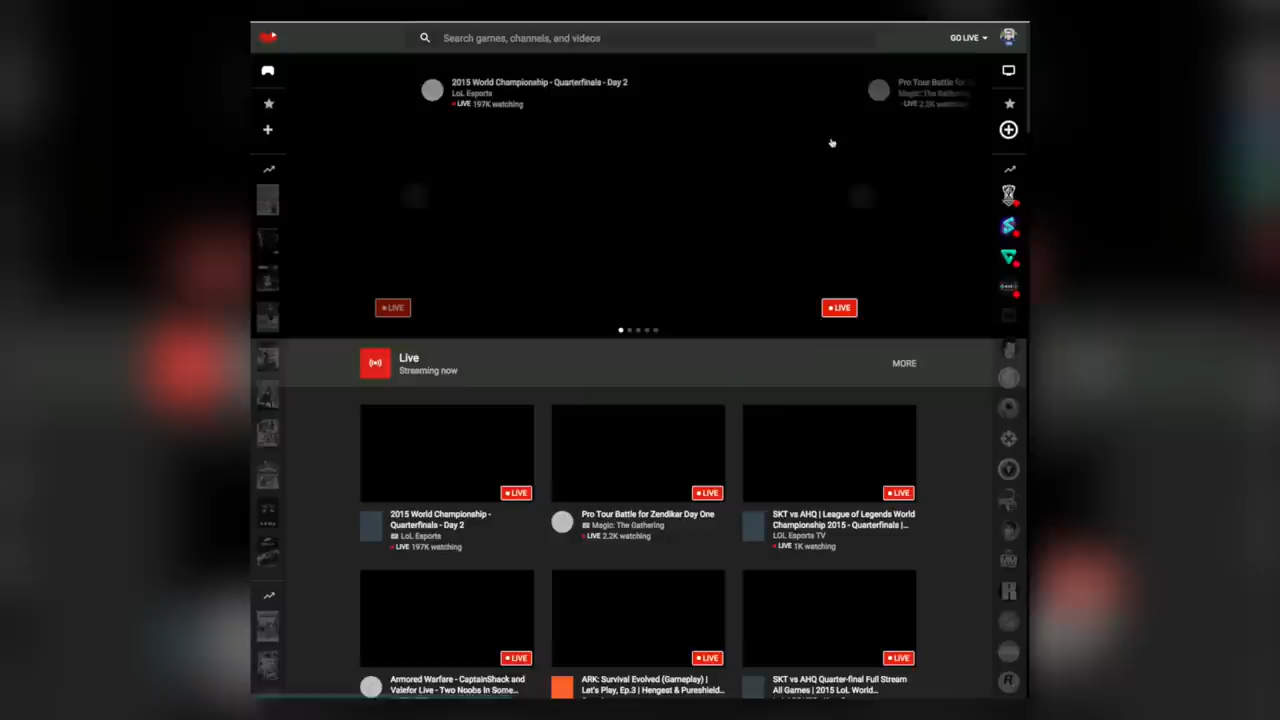 Search games, channels, and videos
GO LIVE
2015 World Championship - Quarterfinals - Day 2
LoL Esports
LIVE 197K watching
Pro Tour Battle for
Magic: The Gathering
LIVE 2.2K watching
LIVE
LIVE
Live
Streaming now
MORE
LIVE
LIVE
LIVE
2015 World Championship -
Quarterfinals - Day 2
LoL Esports
LIVE 197K watching
Pro Tour Battle for Zendikar Day One
Magic: The Gathering
LIVE 2.2K watching
SKT vs AHQ | League of Legends World
Championship 2015 - Quarterfinals |...
LOL Esports TV
LIVE 1K watching
LIVE
LIVE
LIVE
Armored Warfare - CaptainShack and
Valefor Live - Two Noobs In Some...
ARK: Survival Evolved (Gameplay) |
Let's Play, Ep.3 | Hengest & Pureshield...
SKT vs AHQ Quarter-final Full Stream
All Games | 2015 LoL World...